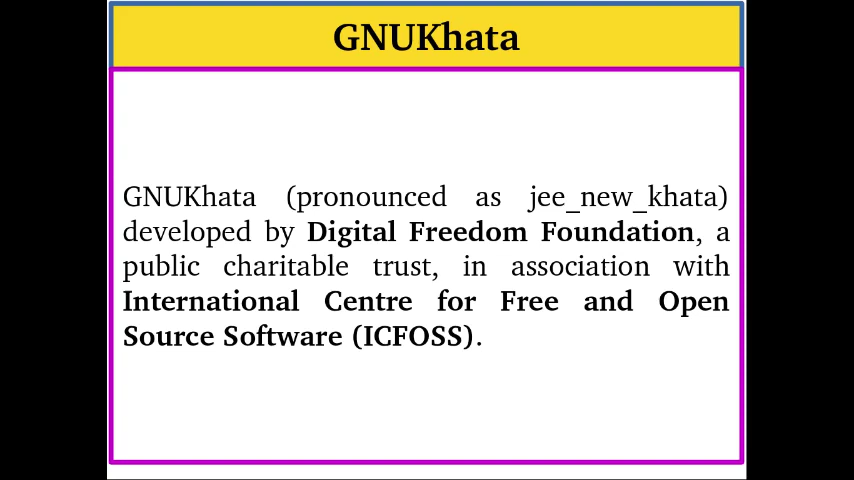 GNUKhata
GNUKhata (pronounced as jee_new_khata)
developed by Digital Freedom Foundation, a
public charitable trust, in association with
International Centre for Free and Open
Source Software (ICFOSS).